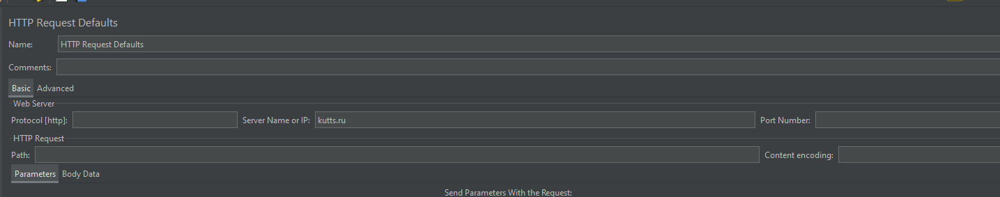 HTTP Request Defaults
Name: HTTP Request Defaults
Comments:
Basic Advanced
Web Server
Protocol [http]: Server Name or IP: kutts.ru Port Number:
HTTP Request
Path: Content encoding:
Parameters Body Data
Send Parameters With the Request: